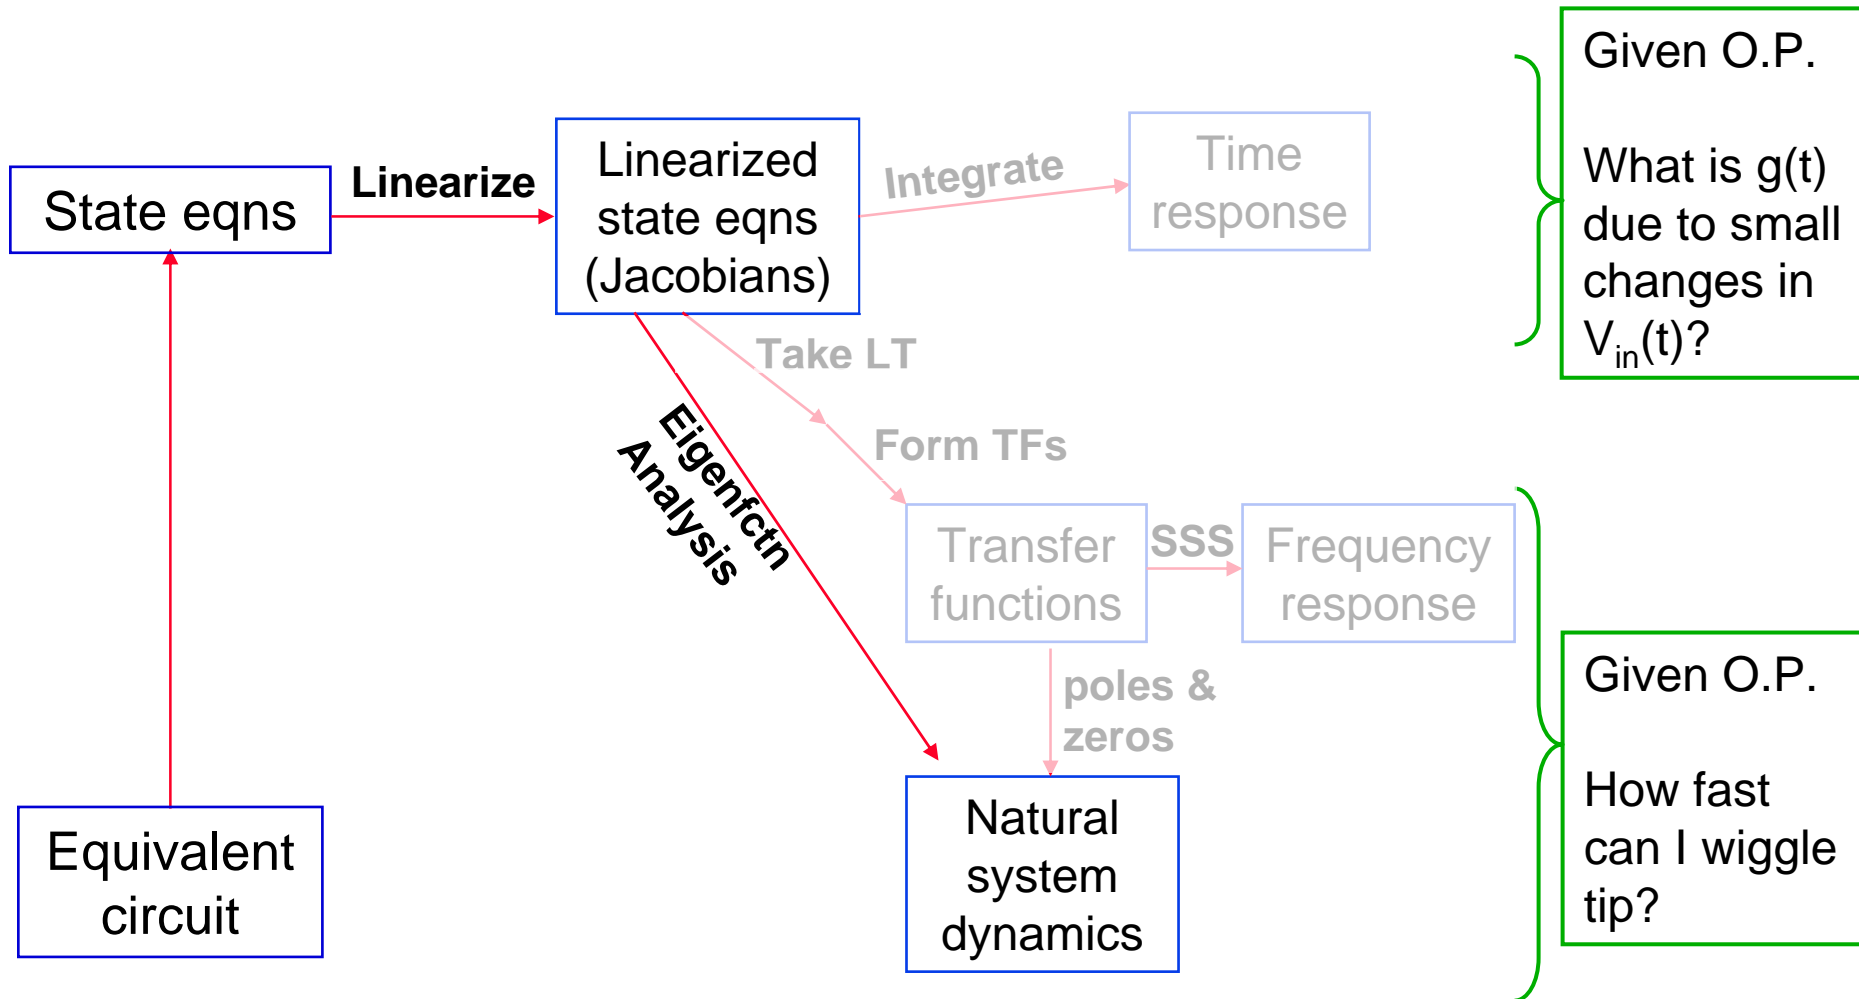 State eqns
Linearize
Linearized
state eqns
(Jacobians)
Integrate
Time
response
Given O.P.
What is g(t)
due to small
changes in
V_in(t)?
Take LT
Form TFs
Eigenfctn
Analysis
Transfer
functions
SSS
Frequency
response
poles &
zeros
Natural
system
dynamics
Equivalent
circuit
Given O.P.
How fast
can I wiggle
tip?